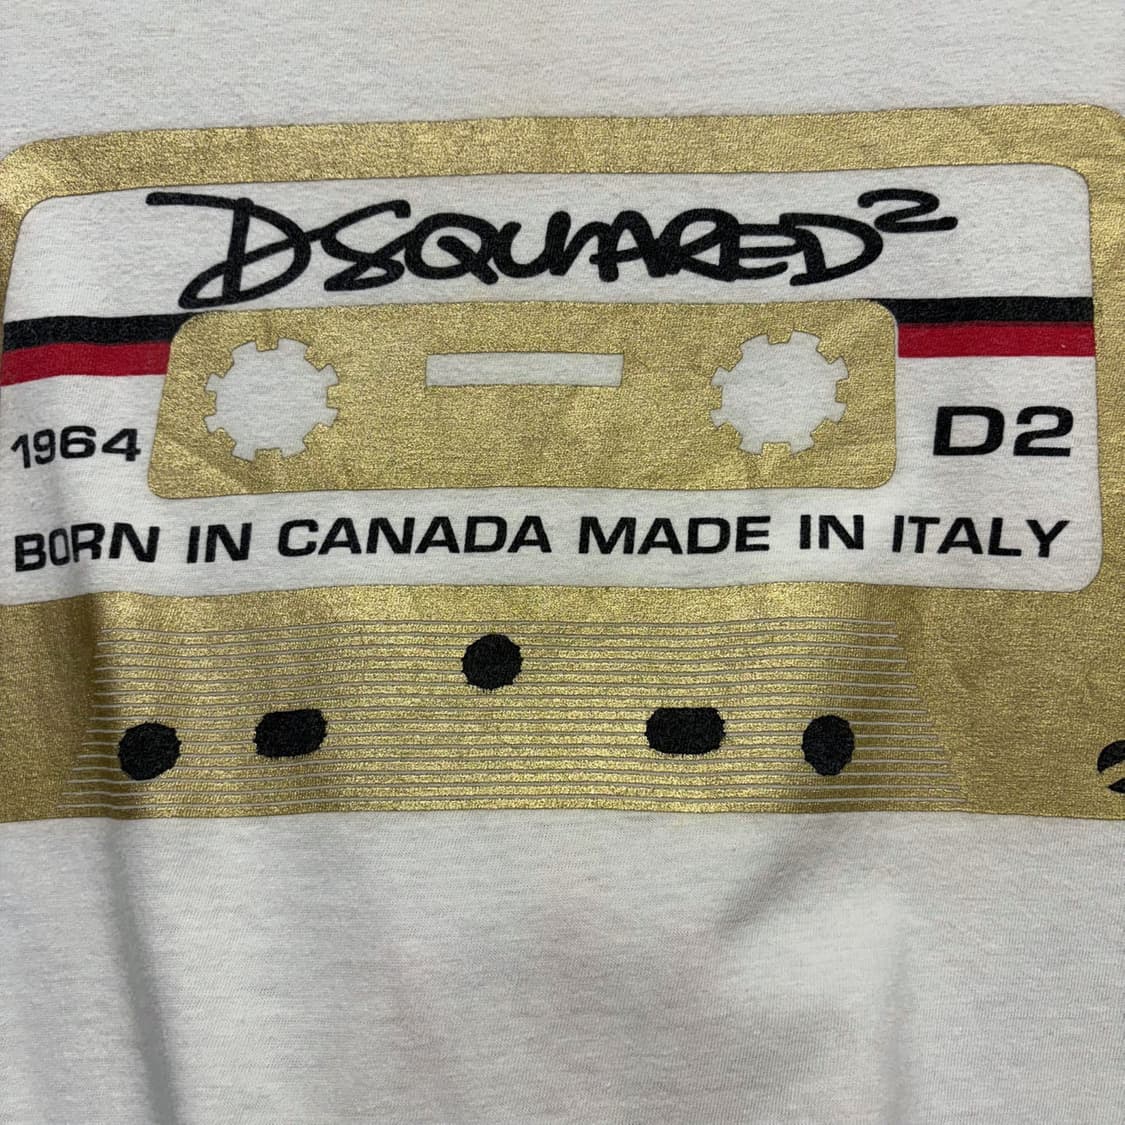 DSQUARED²
1964
D2
BORN IN CANADA MADE IN ITALY